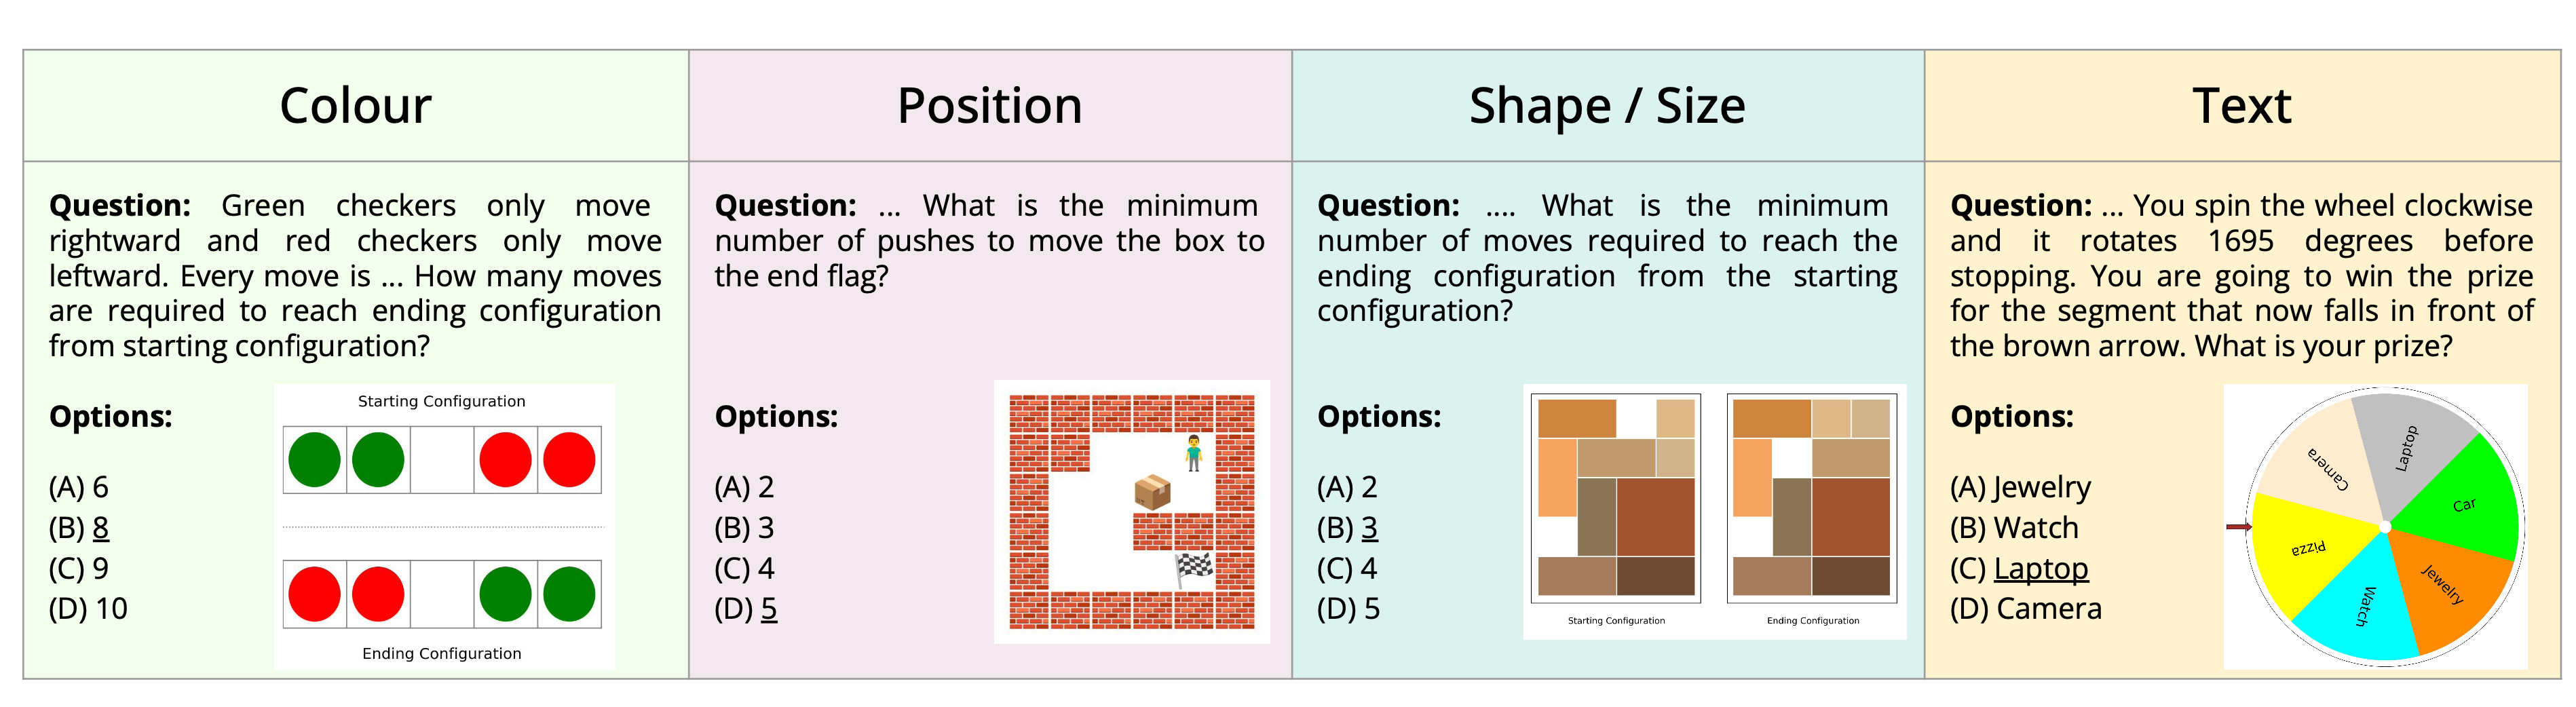 Colour
Position
Shape / Size
Text
Question: Green checkers only move
rightward and red checkers only move
leftward. Every move is ... How many moves
are required to reach ending configuration
from starting configuration?
Options:
(A) 6
(B) 8
(C) 9
(D) 10
Starting Configuration
Ending Configuration
Question: ... What is the minimum
number of pushes to move the box to
the end flag?
Options:
(A) 2
(B) 3
(C) 4
(D) 5
Question: .... What is the minimum
number of moves required to reach the
ending configuration from the starting
configuration?
Options:
(A) 2
(B) 3
(C) 4
(D) 5
Starting Configuration
Ending Configuration
Question: ... You spin the wheel clockwise
and it rotates 1695 degrees before
stopping. You are going to win the prize
for the segment that now falls in front of
the brown arrow. What is your prize?
Options:
(A) Jewelry
(B) Watch
(C) Laptop
(D) Camera
Laptop
Camera
Car
Pizza
Jewelry
Watch